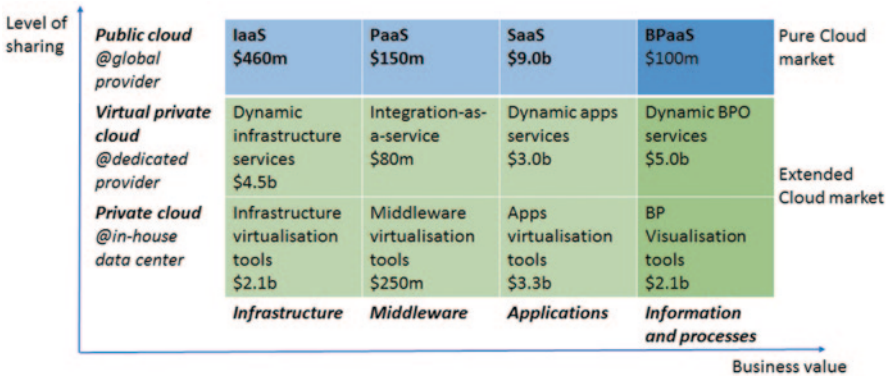 Level of
sharing
Public cloud
@global
provider
IaaS
$460m
PaaS
$150m
SaaS
$9.0b
BPaaS
$100m
Pure Cloud
market
Virtual private
cloud
@dedicated
provider
Dynamic
infrastructure
services
$4.5b
Integration-as-
a-service
$80m
Dynamic apps
services
$3.0b
Dynamic BPO
services
$5.0b
Extended
Cloud market
Private cloud
@in-house
data center
Infrastructure
virtualisation
tools
$2.1b
Middleware
virtualisation
tools
$250m
Apps
virtualisation
tools
$3.3b
BP
Visualisation
tools
$2.1b
Infrastructure
Middleware
Applications
Information
and processes
Business value